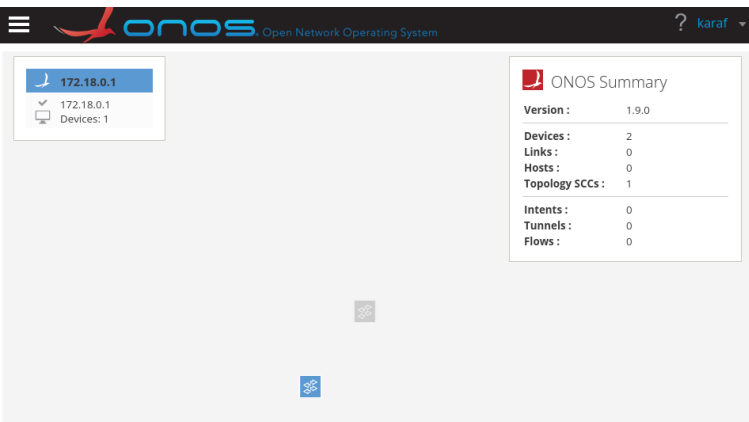 onos. Open Network Operating System
? karaf
172.18.0.1
172.18.0.1
Devices: 1
ONOS Summary
Version : 1.9.0
Devices : 2
Links : 0
Hosts : 0
Topology SCCs : 1
Intents : 0
Tunnels : 0
Flows : 0